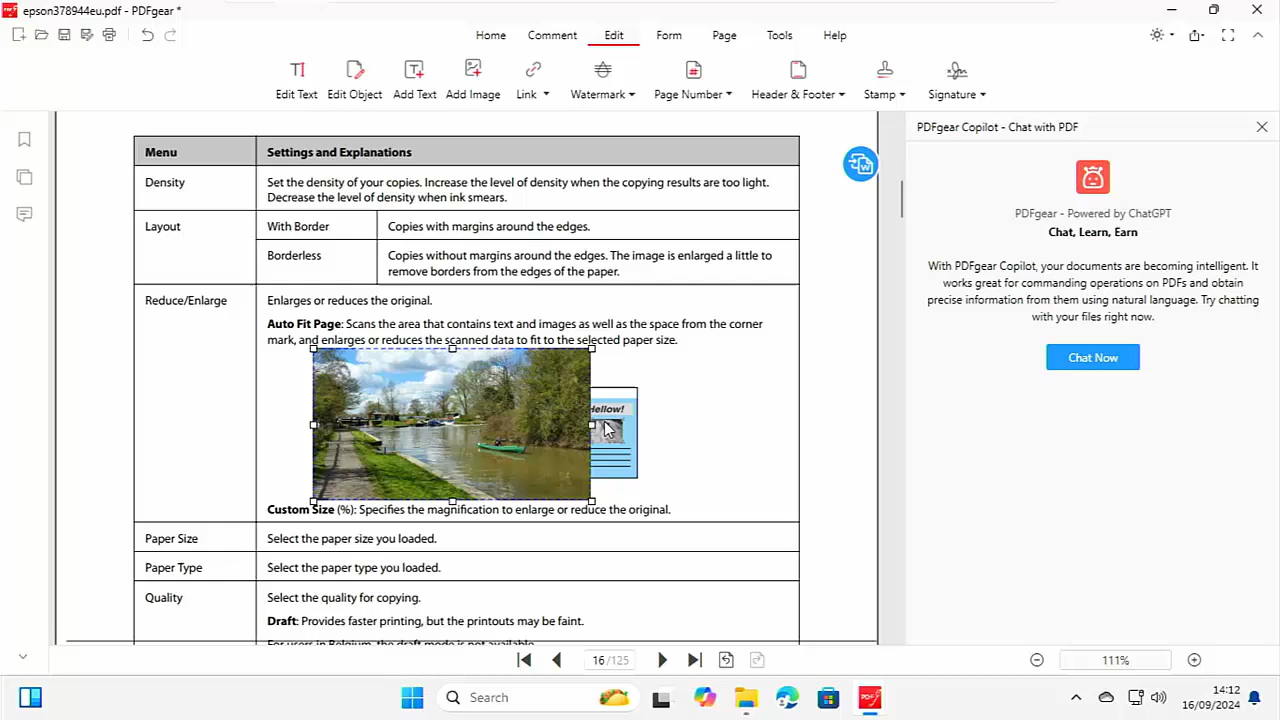 epson378944eu.pdf - PDFgear *
Home Comment Edit Form Page Tools Help
Edit Text Edit Object Add Text Add Image Link Watermark Page Number Header & Footer Stamp Signature
Menu Settings and Explanations
Density Set the density of your copies. Increase the level of density when the copying results are too light.
Decrease the level of density when ink smears.
Layout With Border Copies with margins around the edges.
Borderless Copies without margins around the edges. The image is enlarged a little to
remove borders from the edges of the paper.
Reduce/Enlarge Enlarges or reduces the original.
Auto Fit Page: Scans the area that contains text and images as well as the space from the corner
mark, and enlarges or reduces the scanned data to fit to the selected paper size.
Hellow!
Custom Size (%): Specifies the magnification to enlarge or reduce the original.
Paper Size Select the paper size you loaded.
Paper Type Select the paper type you loaded.
Quality Select the quality for copying.
Draft: Provides faster printing, but the printouts may be faint.
For users in Belgium, the draft mode is not available.
PDFgear Copilot - Chat with PDF
PDFgear - Powered by ChatGPT
Chat, Learn, Earn
With PDFgear Copilot, your documents are becoming intelligent. It
works great for commanding operations on PDFs and obtain
precise information from them using natural language. Try chatting
with your files right now.
Chat Now
16 /125
111%
Search
14:12
16/09/2024